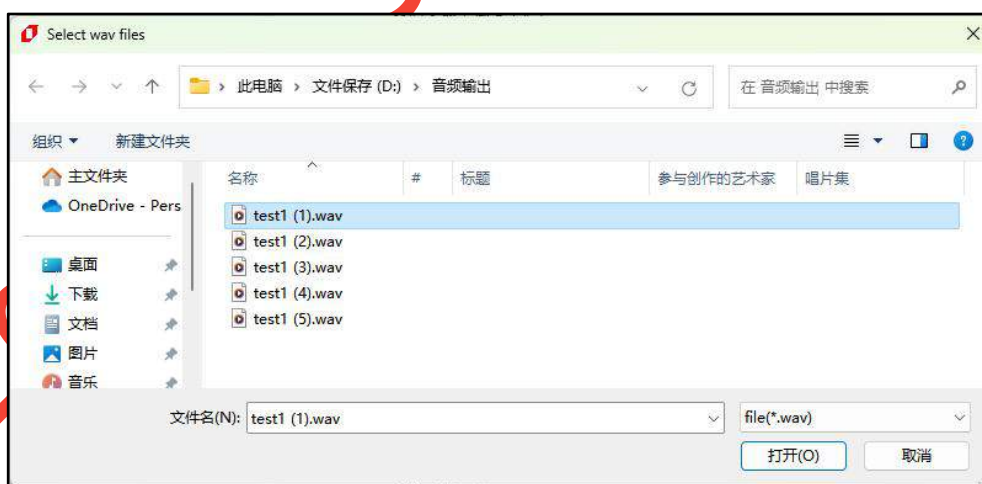 Select wav files
此电脑 › 文件保存 (D:) › 音频输出
在 音频输出 中搜索
组织 新建文件夹
名称 # 标题 参与创作的艺术家 唱片集
主文件夹
OneDrive - Pers
桌面
下载
文档
图片
音乐
test1 (1).wav
test1 (2).wav
test1 (3).wav
test1 (4).wav
test1 (5).wav
文件名(N): test1 (1).wav
file(*.wav)
打开(O) 取消